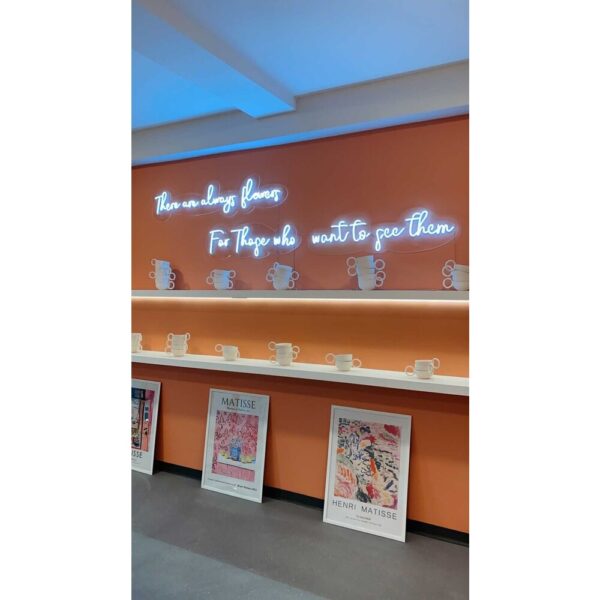 There are always flowers
For Those who want to see them
MATISSE
HENRI MATISSE